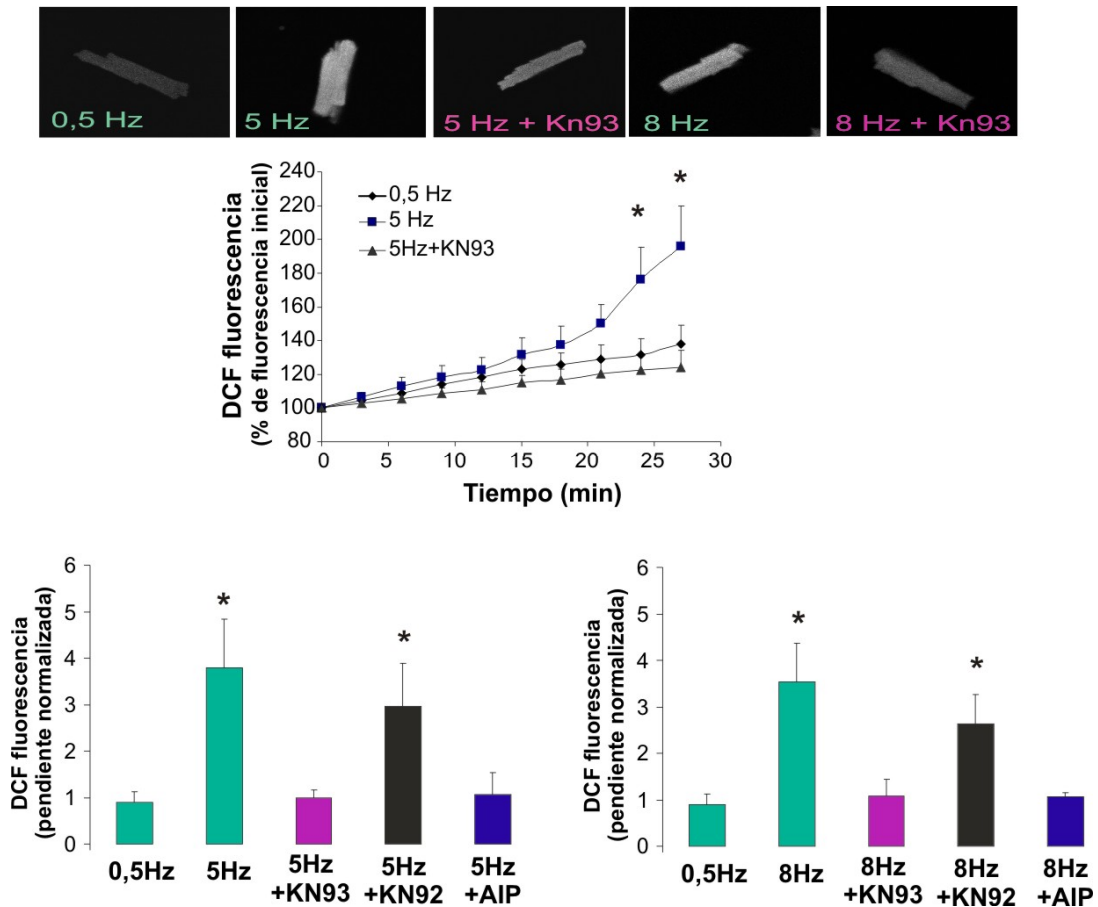 0,5 Hz
5 Hz
5 Hz + Kn93
8 Hz
8 Hz + Kn93
DCF fluorescencia
(% de fluorescencia inicial)
240
220
200
180
160
140
120
100
80
0,5 Hz
5 Hz
5Hz+KN93
*
*
0
5
10
15
20
25
30
Tiempo (min)
DCF fluorescencia
(pendiente normalizada)
6
5
4
3
2
1
0
*
*
0,5Hz
5Hz
5Hz
+KN93
5Hz
+KN92
5Hz
+AIP
DCF fluorescencia
(pendiente normalizada)
6
5
4
3
2
1
0
*
*
0,5Hz
8Hz
8Hz
+KN93
8Hz
+KN92
8Hz
+AIP